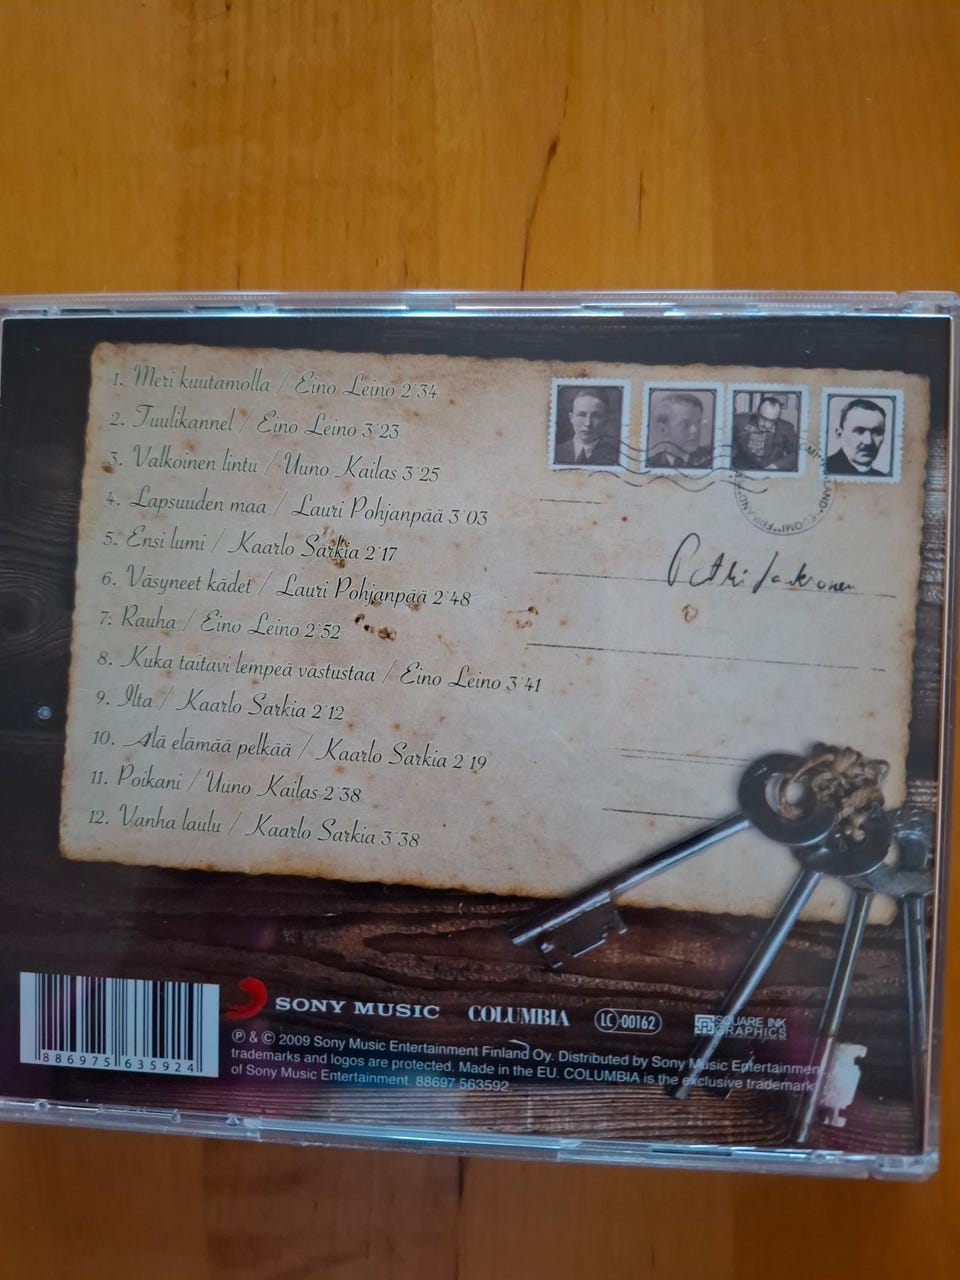 1. Meri kuutamolla / Eino Leino 2'34
2. Tuulikannel / Eino Leino 3'23
3. Valkoinen lintu / Uuno Kailas 3'25
4. Lapsuuden maa / Lauri Pohjanpää 3'03
5. Ensi lumi / Kaarlo Sarkia 2'17
6. Väsyneet kädet / Lauri Pohjanpää 2'48
7. Rauha / Eino Leino 2'52
8. Kuka taitavi lempeä vastustaa / Eino Leino 3'41
9. Ilta / Kaarlo Sarkia 2'12
10. Älä elämää pelkää / Kaarlo Sarkia 2'19
11. Poikani / Uuno Kailas 2'38
12. Vanha laulu / Kaarlo Sarkia 3'38
SUOMI FINLAND
Petri Laaksonen
SONY MUSIC COLUMBIA LC 00162 SQUARE INK GRAPHICS
℗ & © 2009 Sony Music Entertainment Finland Oy. Distributed by Sony Music Entertainment
trademarks and logos are protected. Made in the EU. COLUMBIA is the exclusive trademark
of Sony Music Entertainment. 88697 563592
8 86975 63592 4